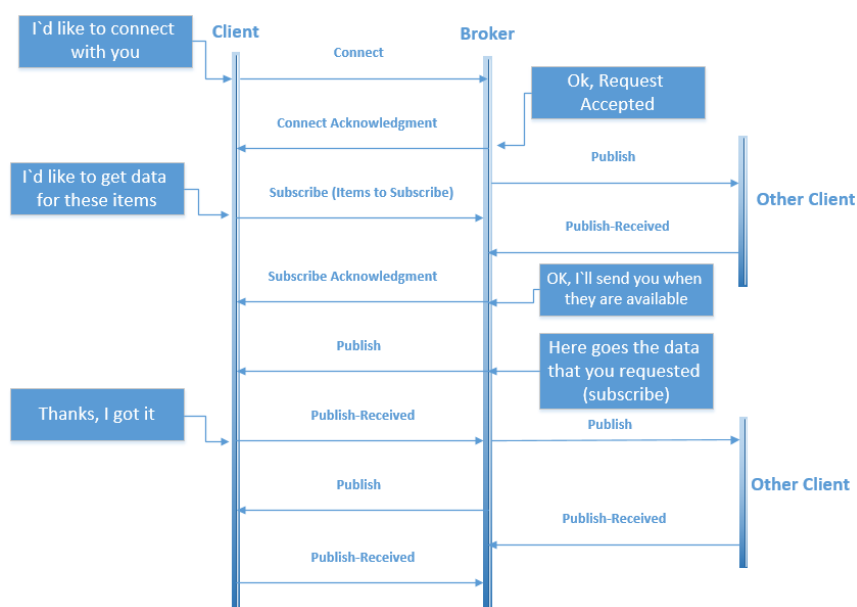 I`d like to connect
with you
Client
Broker
Connect
Ok, Request
Accepted
Connect Acknowledgment
Publish
I`d like to get data
for these items
Subscribe (Items to Subscribe)
Other Client
Publish-Received
Subscribe Acknowledgment
OK, I`ll send you when
they are available
Publish
Here goes the data
that you requested
(subscribe)
Thanks, I got it
Publish-Received
Publish
Publish
Other Client
Publish-Received
Publish-Received